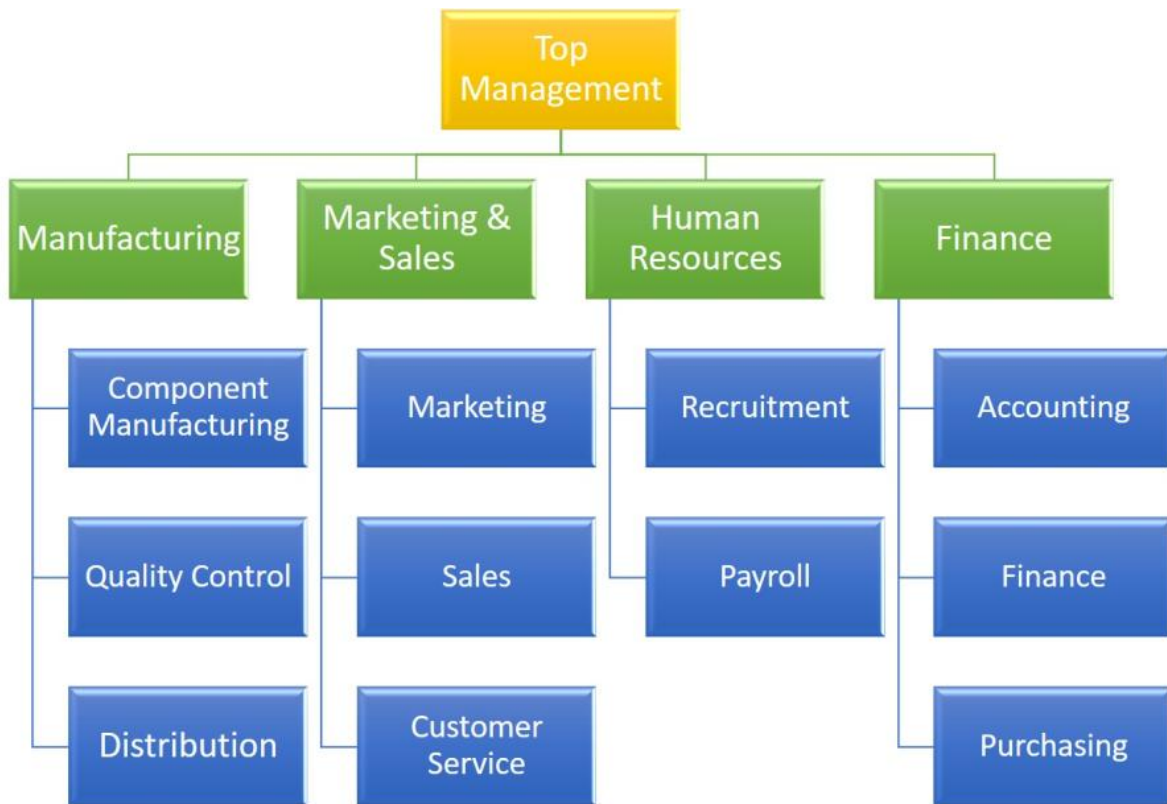 Top
Management
Manufacturing
Marketing &
Sales
Human
Resources
Finance
Component
Manufacturing
Marketing
Recruitment
Accounting
Quality Control
Sales
Payroll
Finance
Distribution
Customer
Service
Purchasing